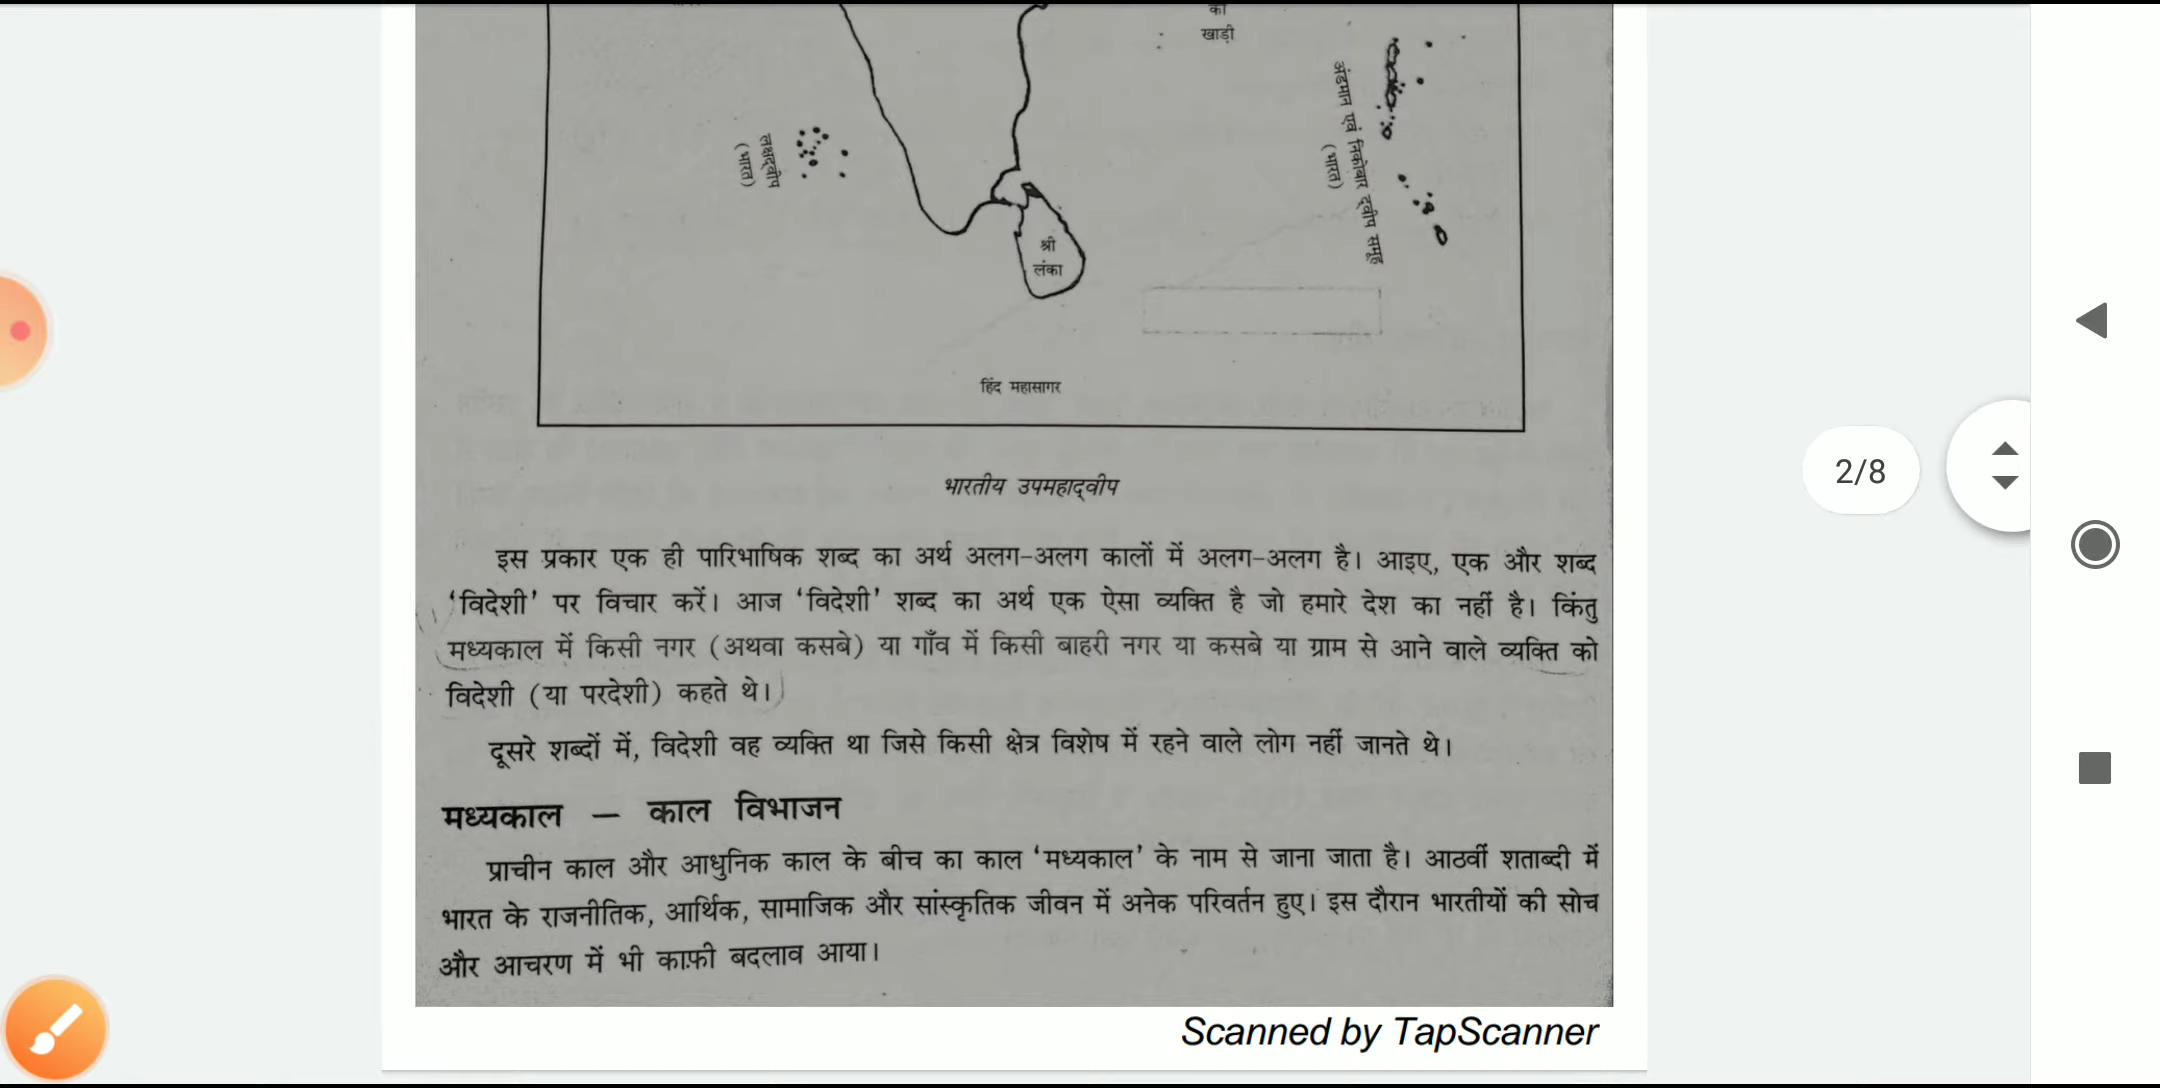 की
खाड़ी
अंडमान एवं निकोबार द्वीप समूह
(भारत)
लक्षद्वीप
(भारत)
श्री
लंका
हिंद महासागर
भारतीय उपमहाद्वीप
इस प्रकार एक ही पारिभाषिक शब्द का अर्थ अलग-अलग कालों में अलग-अलग है। आइए, एक और शब्द
‘विदेशी’ पर विचार करें। आज ‘विदेशी’ शब्द का अर्थ एक ऐसा व्यक्ति है जो हमारे देश का नहीं है। किंतु
मध्यकाल में किसी नगर (अथवा कसबे) या गाँव में किसी बाहरी नगर या कसबे या ग्राम से आने वाले व्यक्ति को
विदेशी (या परदेशी) कहते थे।
दूसरे शब्दों में, विदेशी वह व्यक्ति था जिसे किसी क्षेत्र विशेष में रहने वाले लोग नहीं जानते थे।
मध्यकाल — काल विभाजन
प्राचीन काल और आधुनिक काल के बीच का काल ‘मध्यकाल’ के नाम से जाना जाता है। आठवीं शताब्दी में
भारत के राजनीतिक, आर्थिक, सामाजिक और सांस्कृतिक जीवन में अनेक परिवर्तन हुए। इस दौरान भारतीयों की सोच
और आचरण में भी काफ़ी बदलाव आया।
Scanned by TapScanner
2/8